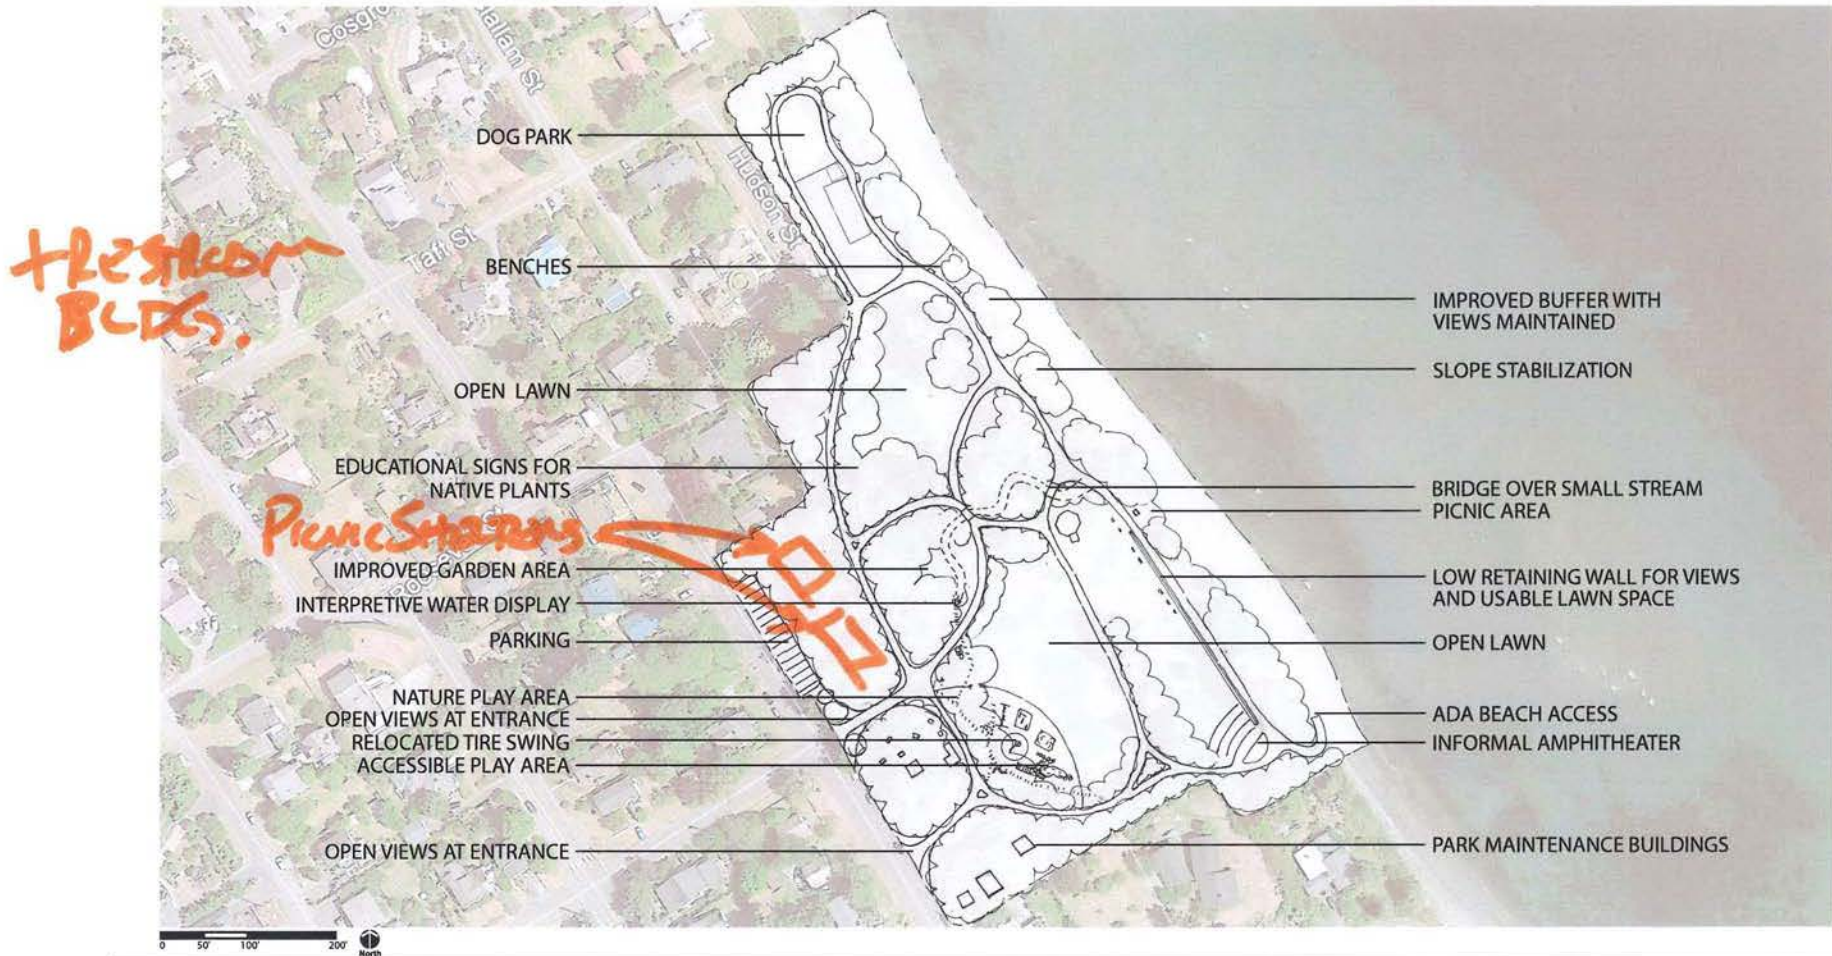 Cosgro
Hallam St
DOG PARK
Hudson St
+ RESTROOM
BLDG.
Taft St
BENCHES
IMPROVED BUFFER WITH
VIEWS MAINTAINED
SLOPE STABILIZATION
OPEN LAWN
EDUCATIONAL SIGNS FOR
NATIVE PLANTS
BRIDGE OVER SMALL STREAM
PICNIC AREA
PICNIC SHELTERS
IMPROVED GARDEN AREA
INTERPRETIVE WATER DISPLAY
LOW RETAINING WALL FOR VIEWS
AND USABLE LAWN SPACE
PARKING
OPEN LAWN
NATURE PLAY AREA
OPEN VIEWS AT ENTRANCE
RELOCATED TIRE SWING
ACCESSIBLE PLAY AREA
ADA BEACH ACCESS
INFORMAL AMPHITHEATER
OPEN VIEWS AT ENTRANCE
PARK MAINTENANCE BUILDINGS
0 50' 100' 200'
North